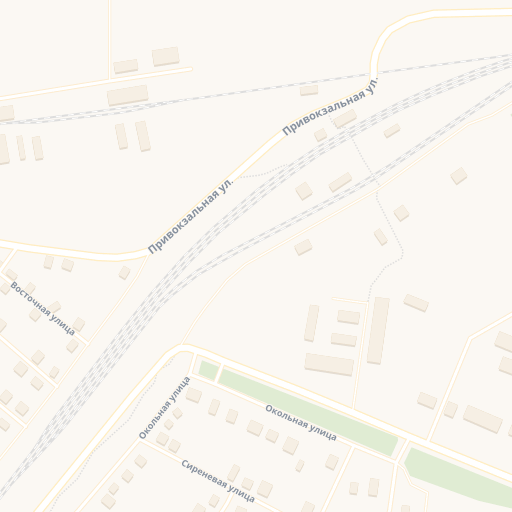 Привокзальная ул.
Привокзальная ул.
Восточная улица
Окольная улица
Окольная улица
Сиреневая улица